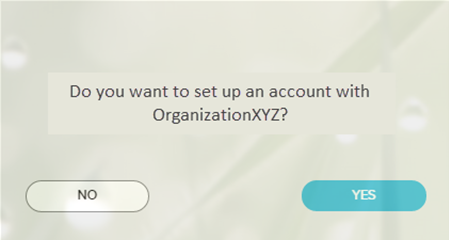 Do you want to set up an account with
OrganizationXYZ?
NO
YES